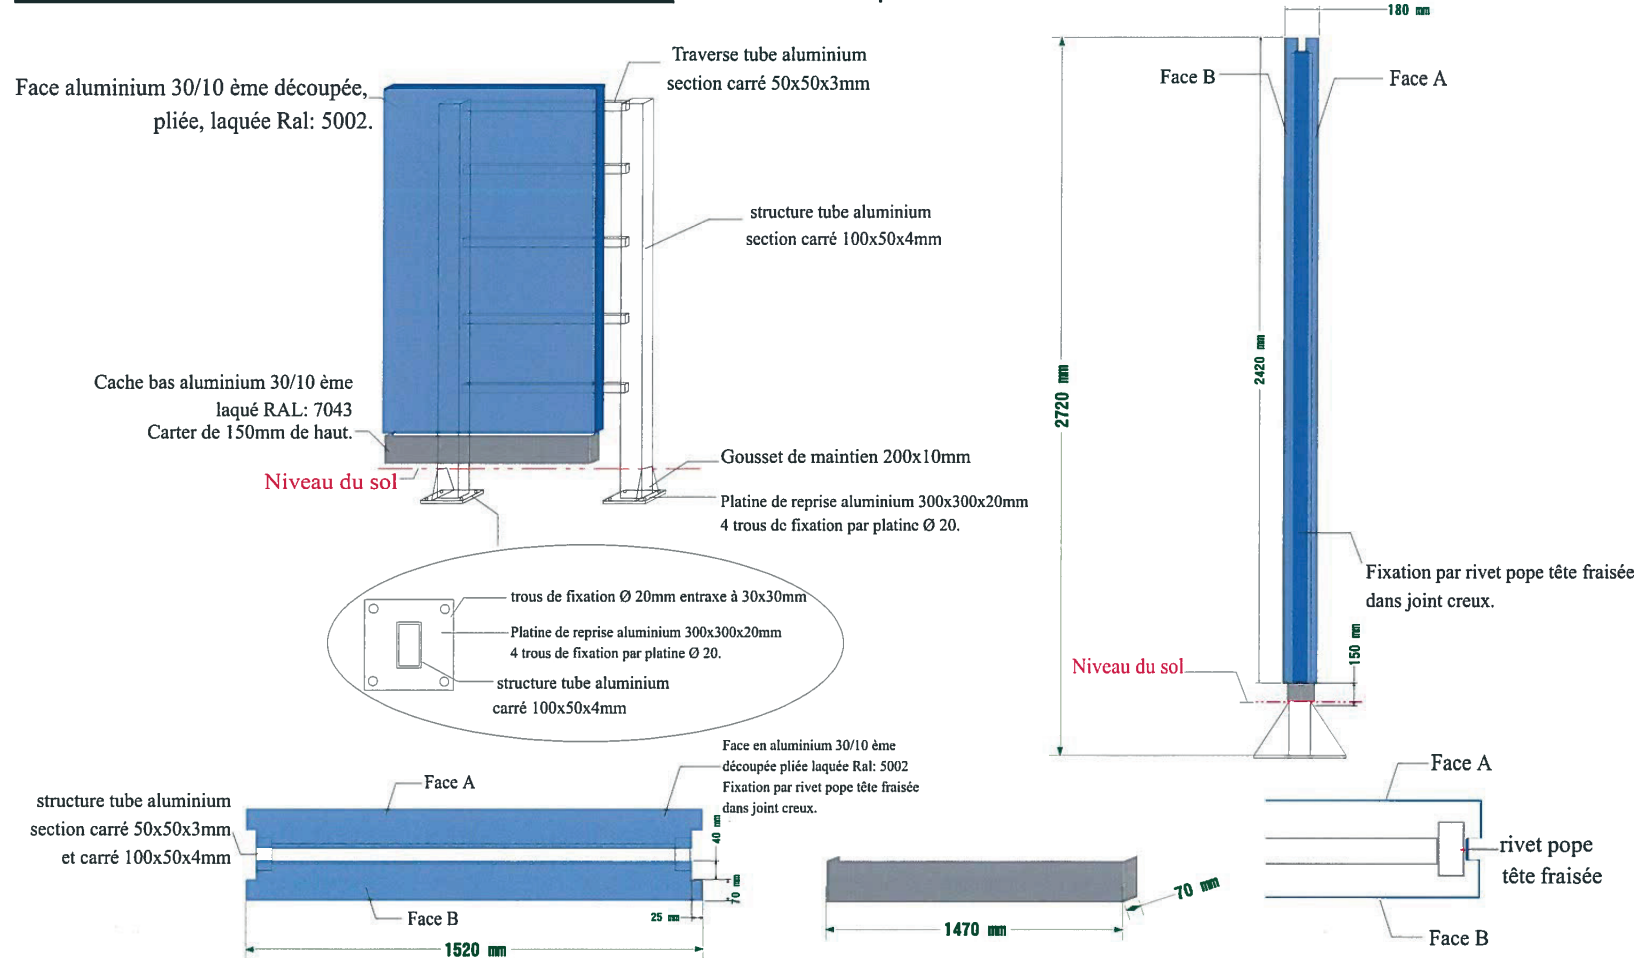 Face aluminium 30/10 ème découpée,
pliée, laquée Ral: 5002.
Traverse tube aluminium
section carré 50x50x3mm
structure tube aluminium
section carré 100x50x4mm
Cache bas aluminium 30/10 ème
laqué RAL: 7043
Carter de 150mm de haut.
Niveau du sol
Gousset de maintien 200x10mm
Platine de reprise aluminium 300x300x20mm
4 trous de fixation par platine Ø 20.
trous de fixation Ø 20mm entraxe à 30x30mm
Platine de reprise aluminium 300x300x20mm
4 trous de fixation par platine Ø 20.
structure tube aluminium
carré 100x50x4mm
180 mm
Face B
Face A
2720 mm
2420 mm
Fixation par rivet pope tête fraisée
dans joint creux.
150 mm
Niveau du sol
Face en aluminium 30/10 ème
découpée pliée laquée Ral: 5002
Fixation par rivet pope tête fraisée
dans joint creux.
Face A
structure tube aluminium
section carré 50x50x3mm
et carré 100x50x4mm
40 mm
70 mm
25 mm
Face B
1520 mm
70 mm
1470 mm
Face A
rivet pope
tête fraisée
Face B